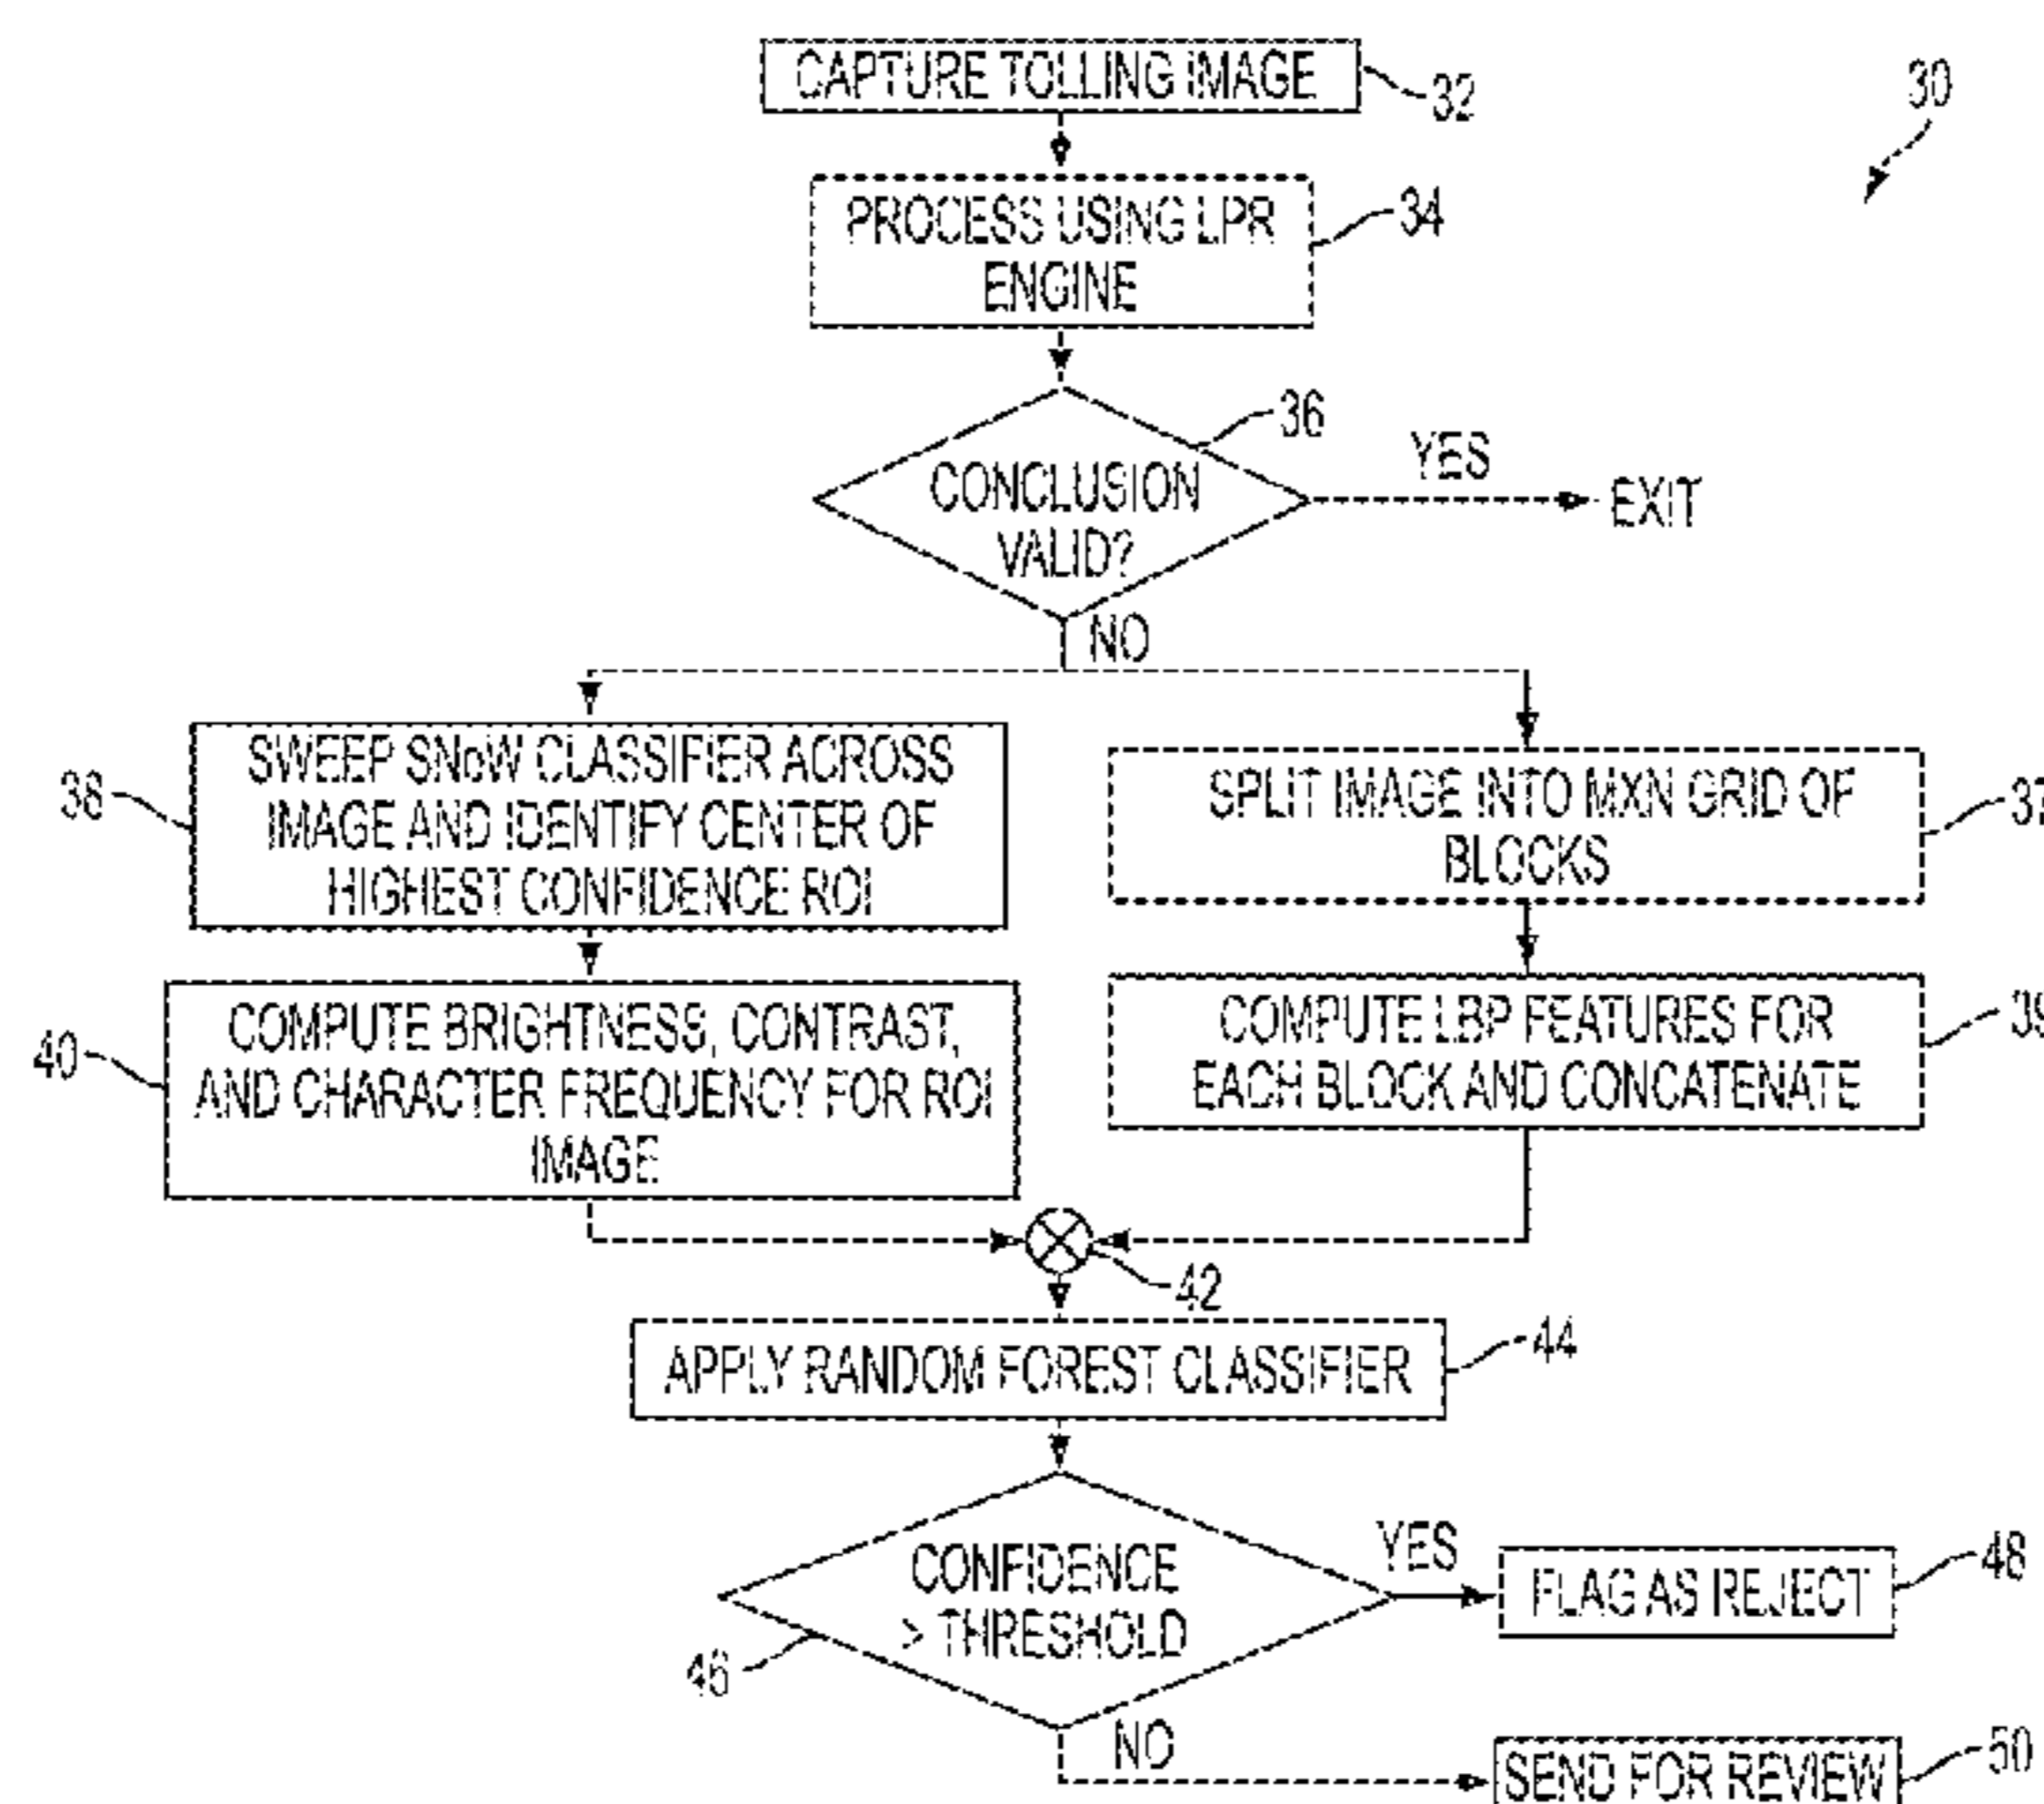 CAPTURE TOLLING IMAGE
32
30
PROCESS USING LPR
ENGINE
34
36
CONCLUSION
VALID?
YES
EXIT
NO
38
SWEEP SNoW CLASSIFIER ACROSS
IMAGE AND IDENTIFY CENTER OF
HIGHEST CONFIDENCE ROI
SPLIT IMAGE INTO MXN GRID OF
BLOCKS
37
40
COMPUTE BRIGHTNESS, CONTRAST,
AND CHARACTER FREQUENCY FOR ROI
IMAGE
COMPUTE LBP FEATURES FOR
EACH BLOCK AND CONCATENATE
39
42
APPLY RANDOM FOREST CLASSIFIER
44
CONFIDENCE
> THRESHOLD
46
YES
FLAG AS REJECT
48
NO
SEND FOR REVIEW
50